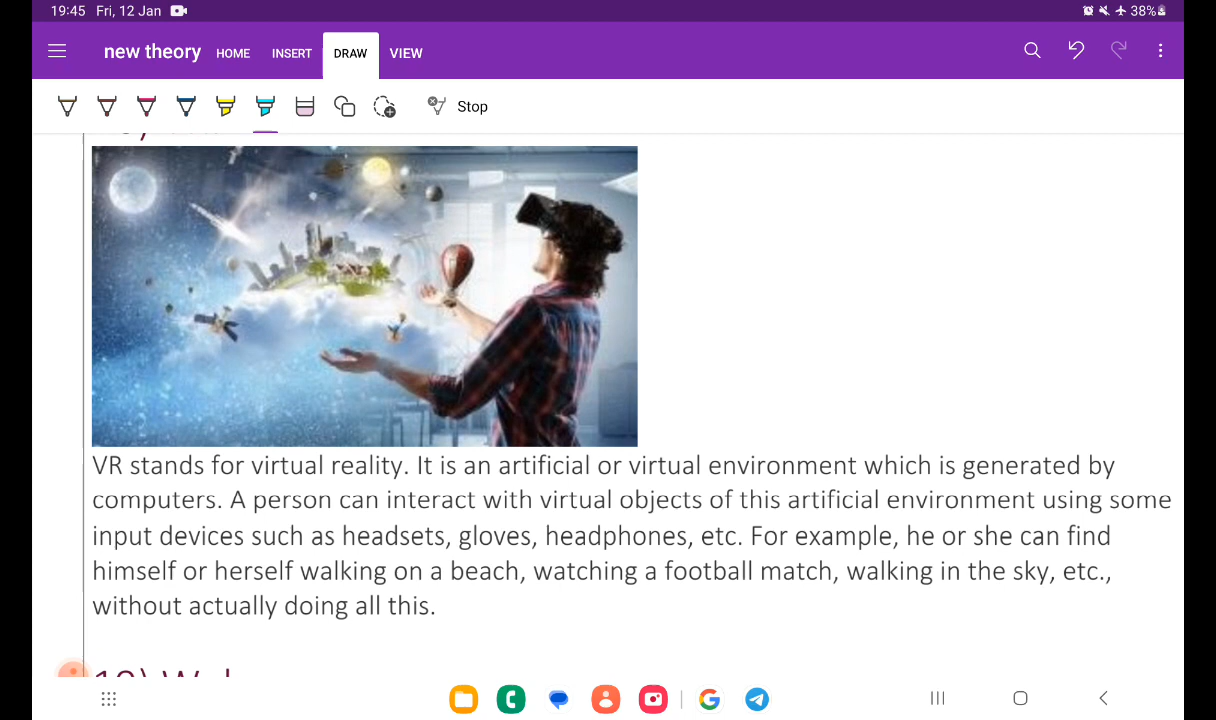 19:45 Fri, 12 Jan 38%
new theory HOME INSERT DRAW VIEW
Stop
VR stands for virtual reality. It is an artificial or virtual environment which is generated by
computers. A person can interact with virtual objects of this artificial environment using some
input devices such as headsets, gloves, headphones, etc. For example, he or she can find
himself or herself walking on a beach, watching a football match, walking in the sky, etc.,
without actually doing all this.